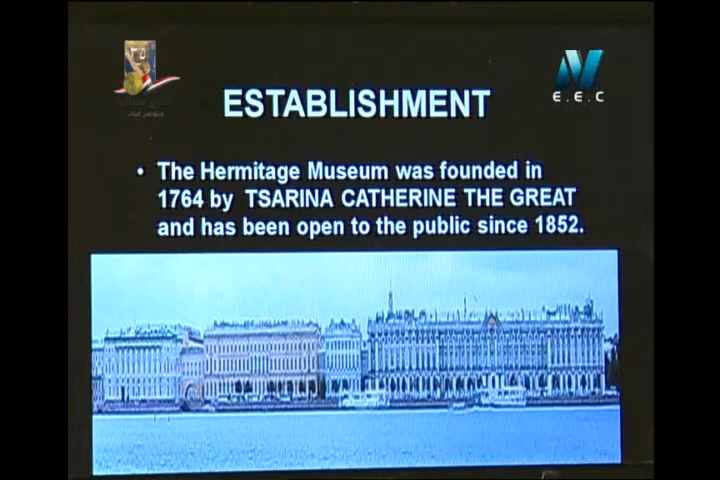 E.E.C
ESTABLISHMENT
• The Hermitage Museum was founded in
1764 by TSARINA CATHERINE THE GREAT
and has been open to the public since 1852.